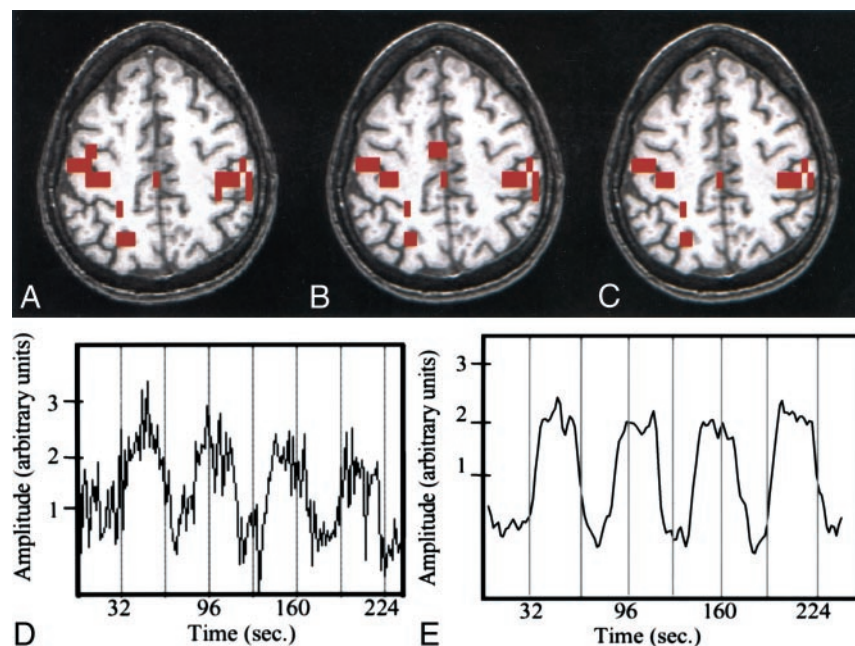 A
B
C
Amplitude (arbitrary units)
3
2
1
32 96 160 224
Time (sec.)
D
Amplitude (arbitrary units)
3
2
1
32 96 160 224
Time (sec.)
E